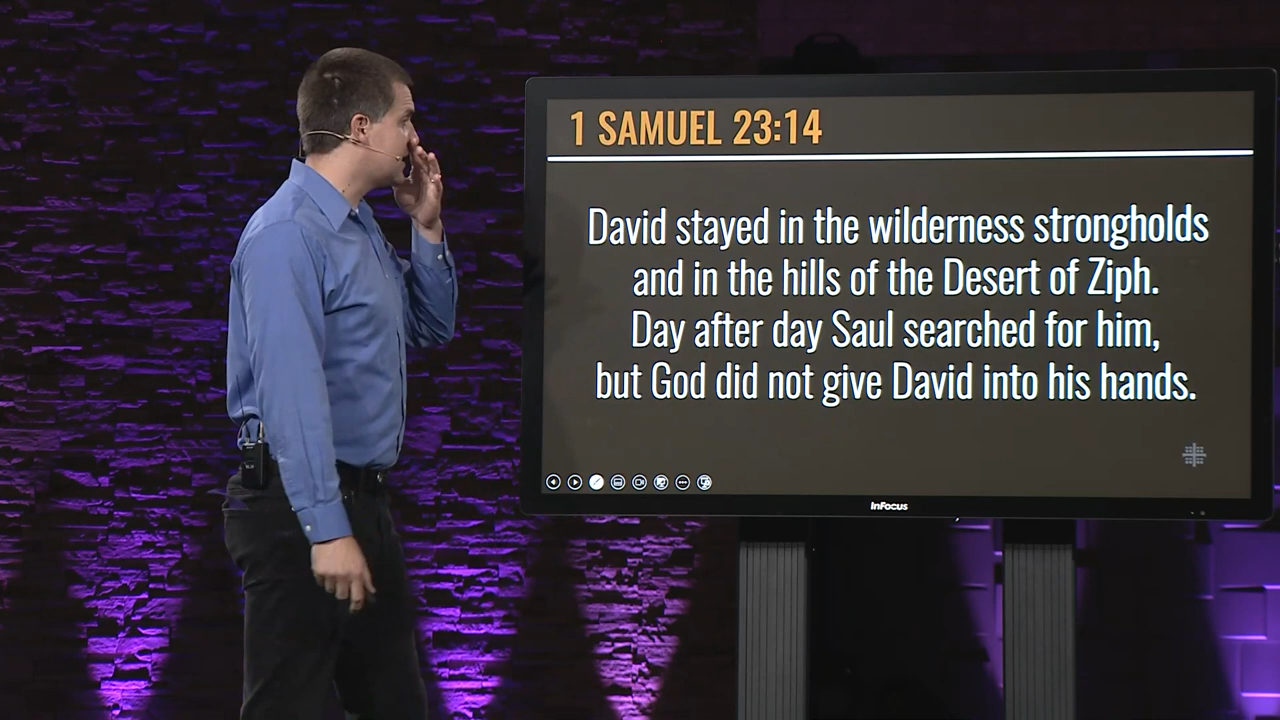 1 SAMUEL 23:14
David stayed in the wilderness strongholds
and in the hills of the Desert of Ziph.
Day after day Saul searched for him,
but God did not give David into his hands.
InFocus